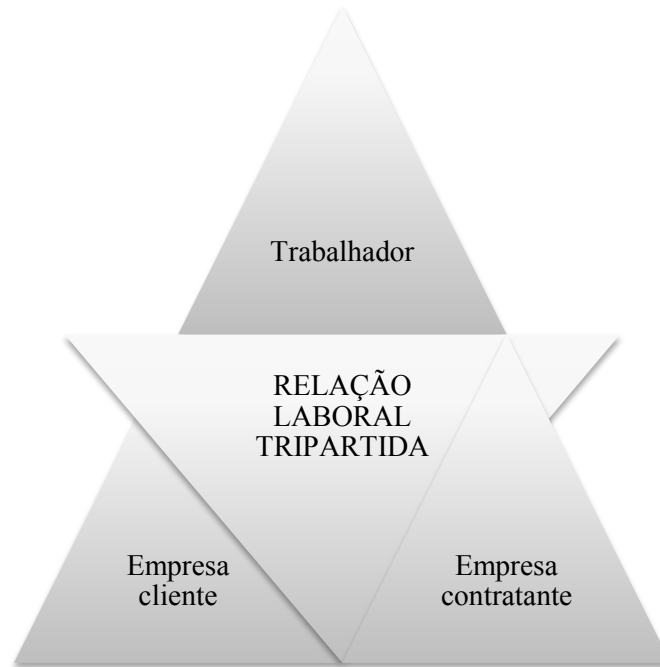 Trabalhador
RELAÇÃO
LABORAL
TRIPARTIDA
Empresa
cliente
Empresa
contratante